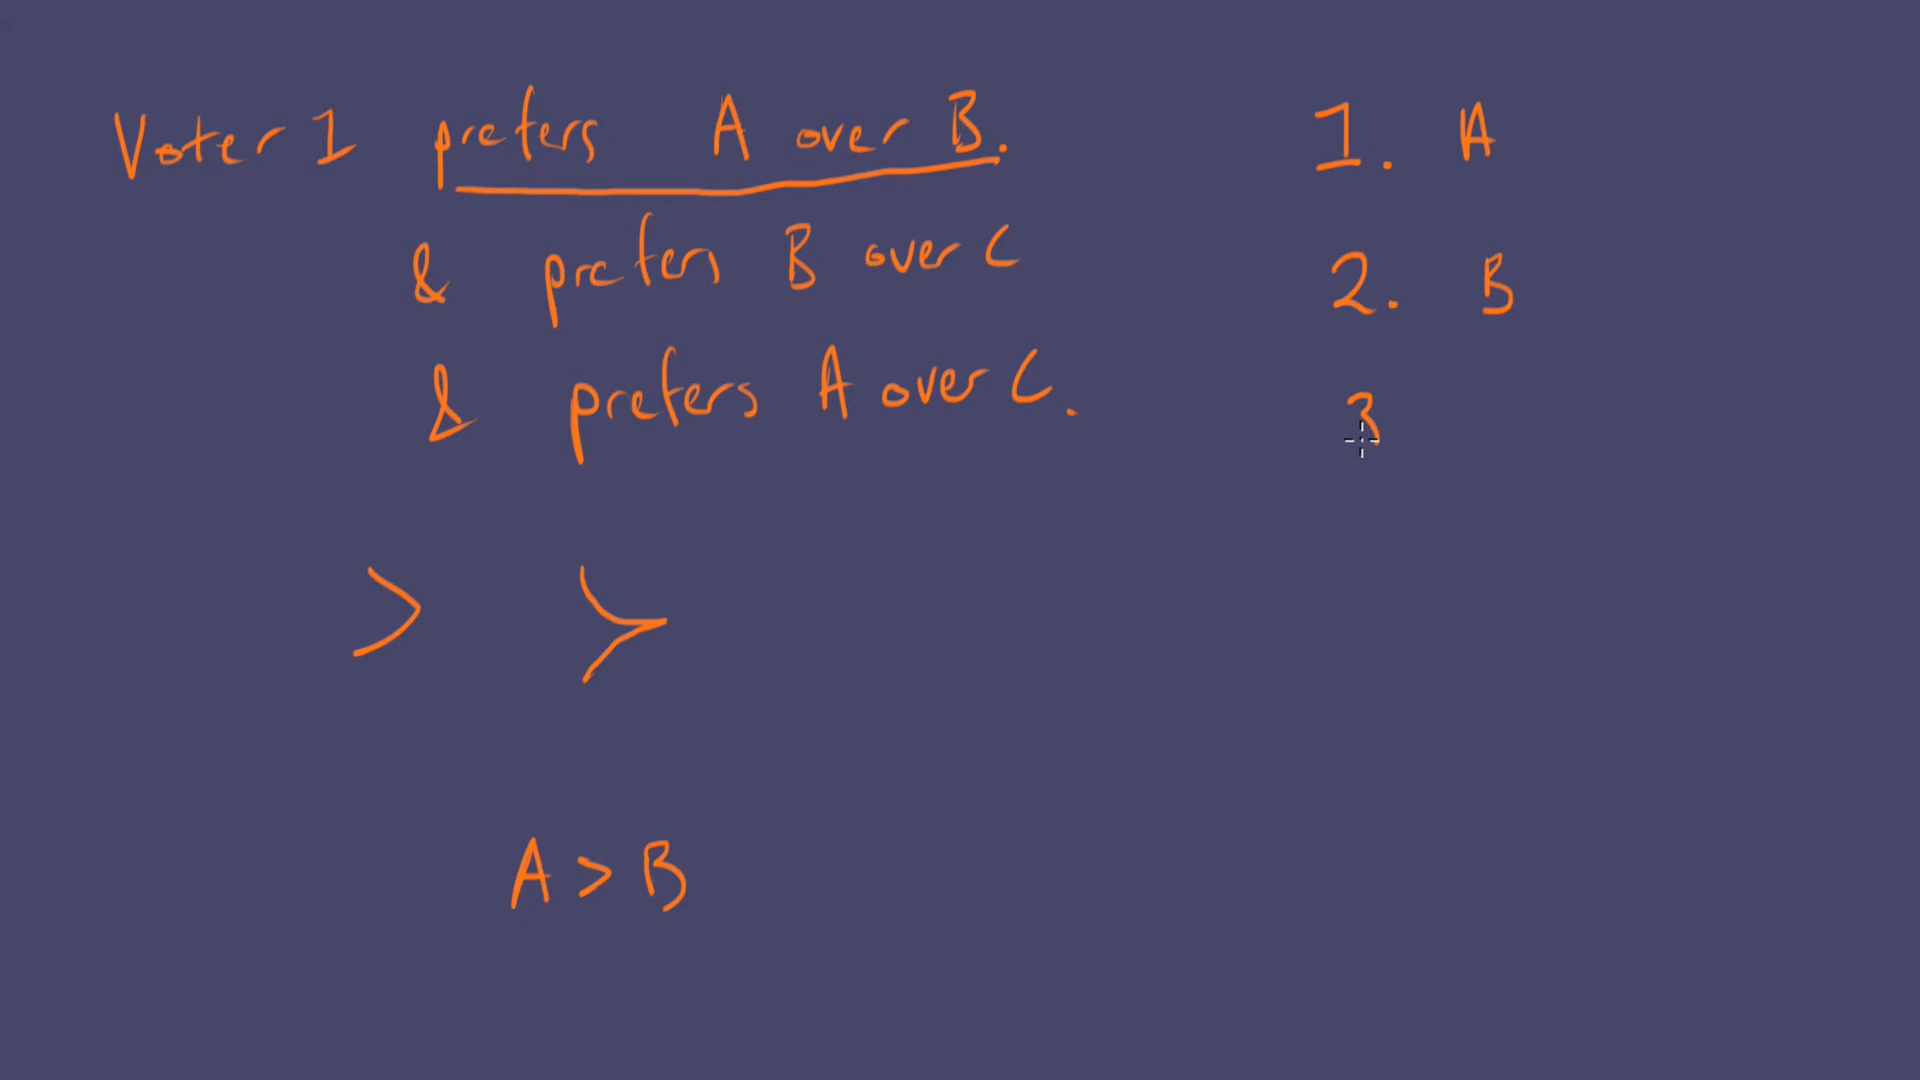 Voter 1 prefers A over B.
& prefers B over C
& prefers A over C.
1. A
2. B
3
> ≻
A > B